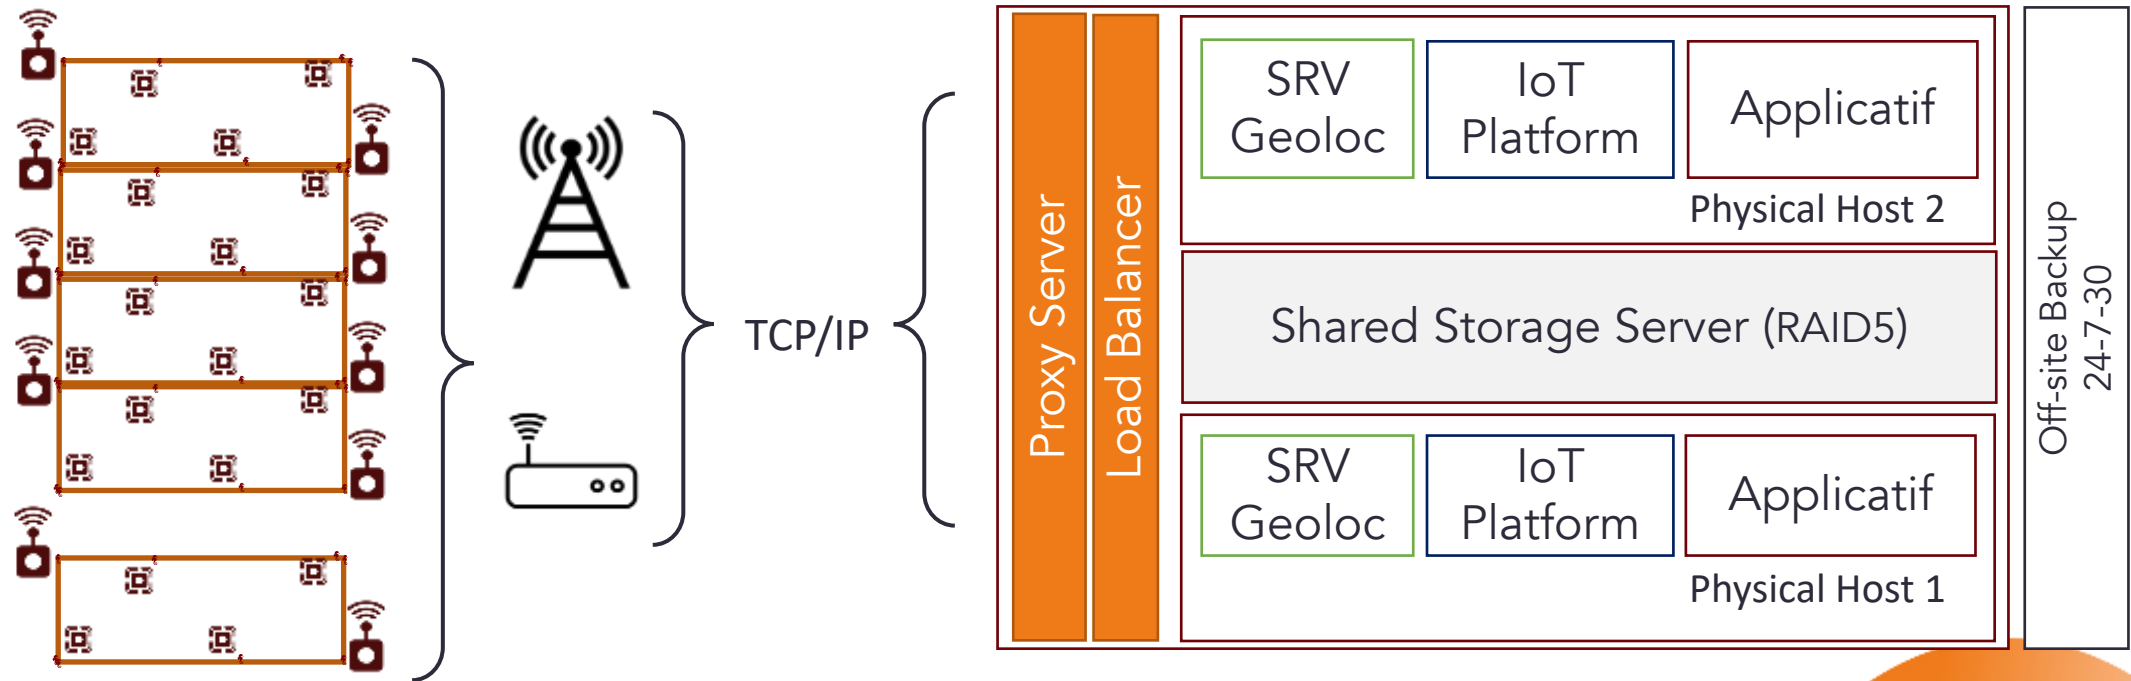 TCP/IP
Proxy Server
Load Balancer
SRV
Geoloc
IoT
Platform
Applicatif
Physical Host 2
Shared Storage Server (RAID5)
SRV
Geoloc
IoT
Platform
Applicatif
Physical Host 1
Off-site Backup
24-7-30